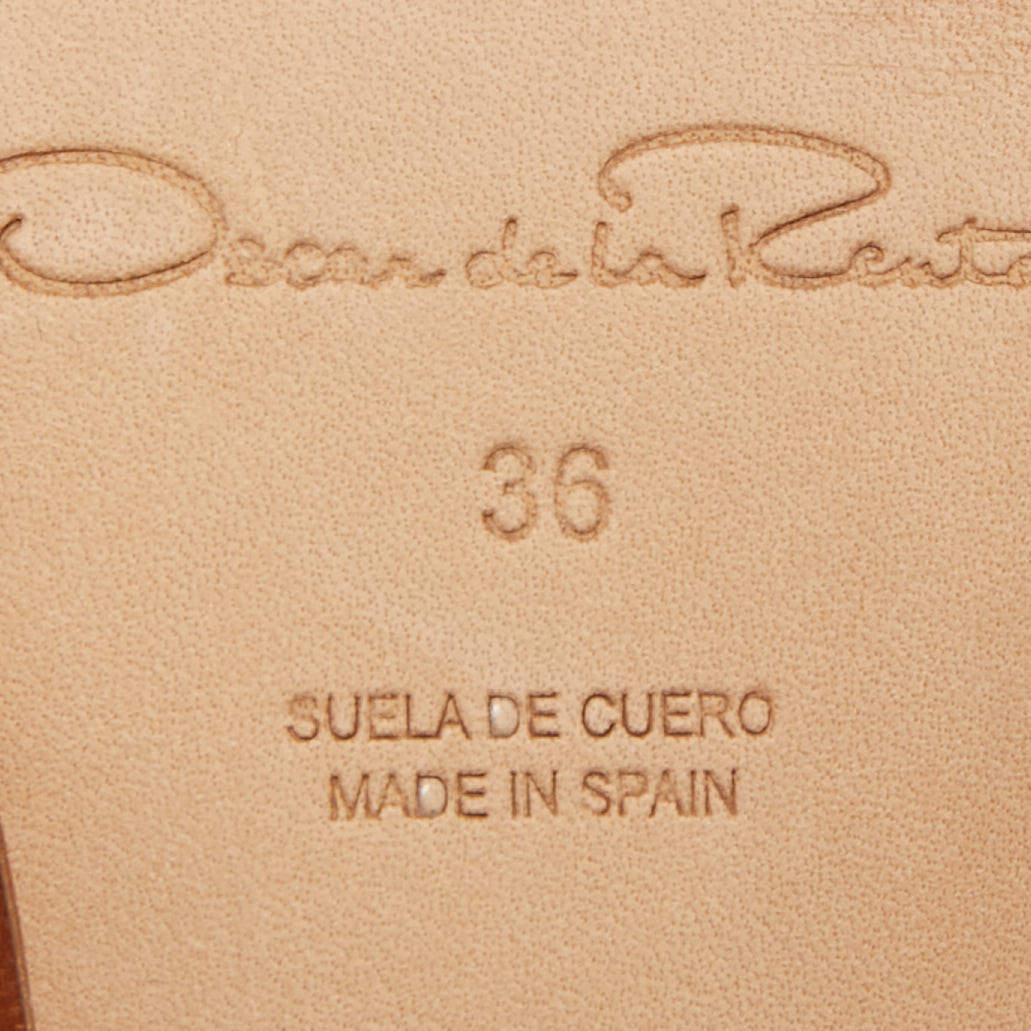 Oscar de la Renta
36
SUELA DE CUERO
MADE IN SPAIN